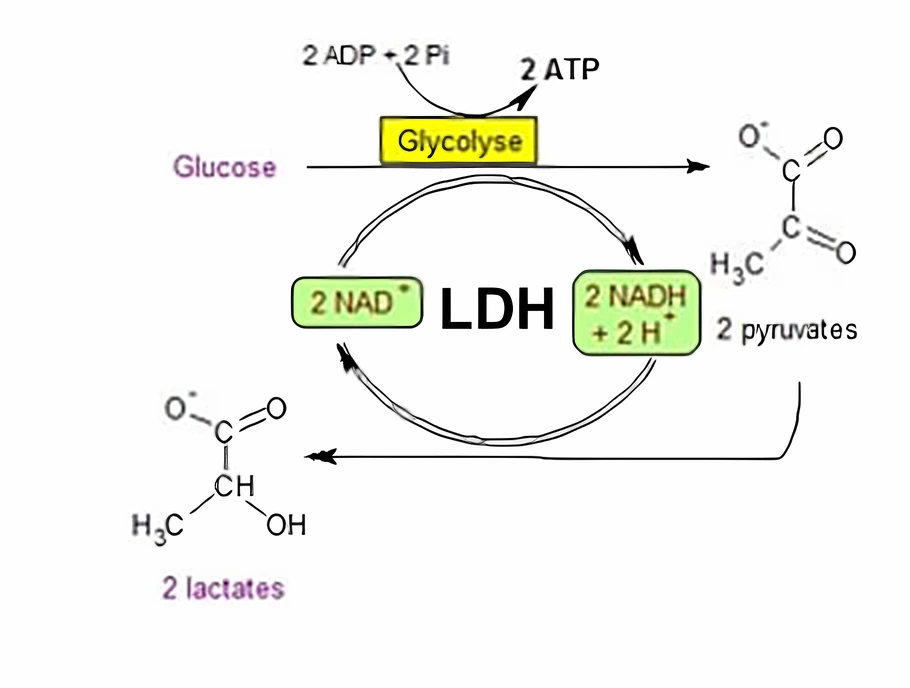 2 ADP + 2 Pi
2 ATP
Glycolyse
Glucose
O⁻
O
C
C
O
H₃C
2 NAD⁺
LDH
2 NADH
+ 2 H⁺
2 pyruvates
O⁻
O
C
CH
H₃C
OH
2 lactates